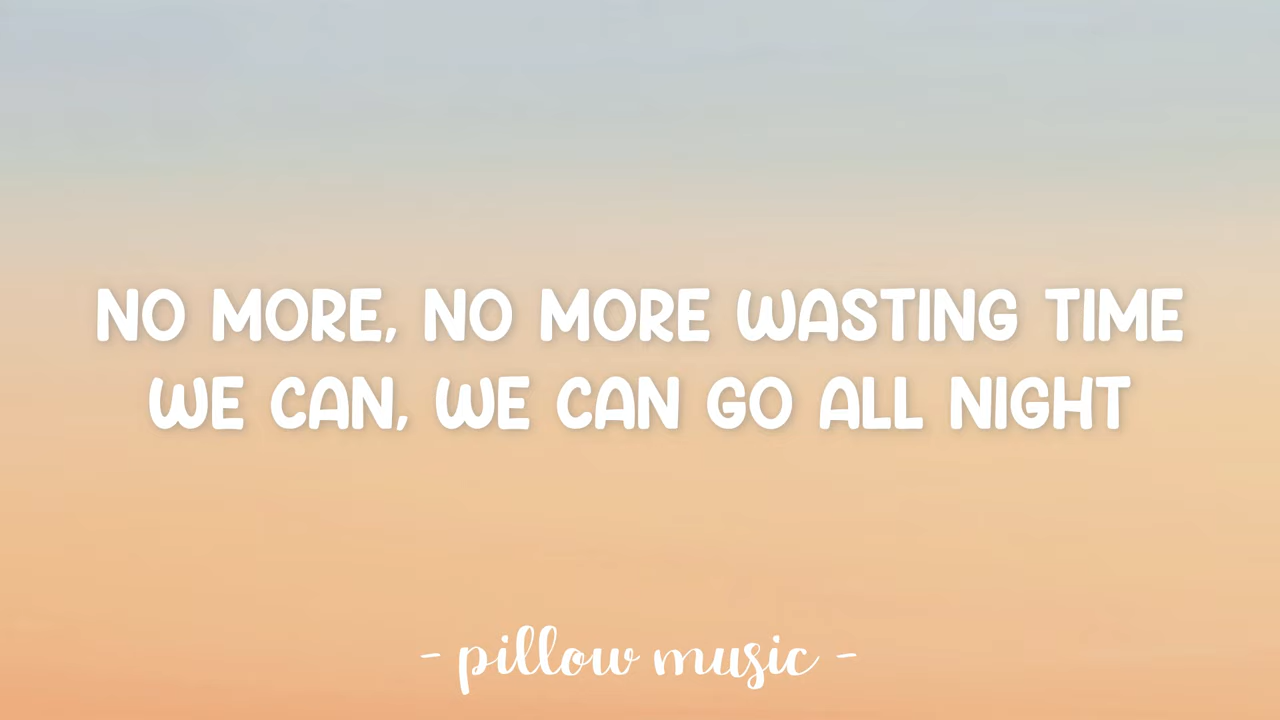 NO MORE, NO MORE WASTING TIME
WE CAN, WE CAN GO ALL NIGHT
- pillow music -